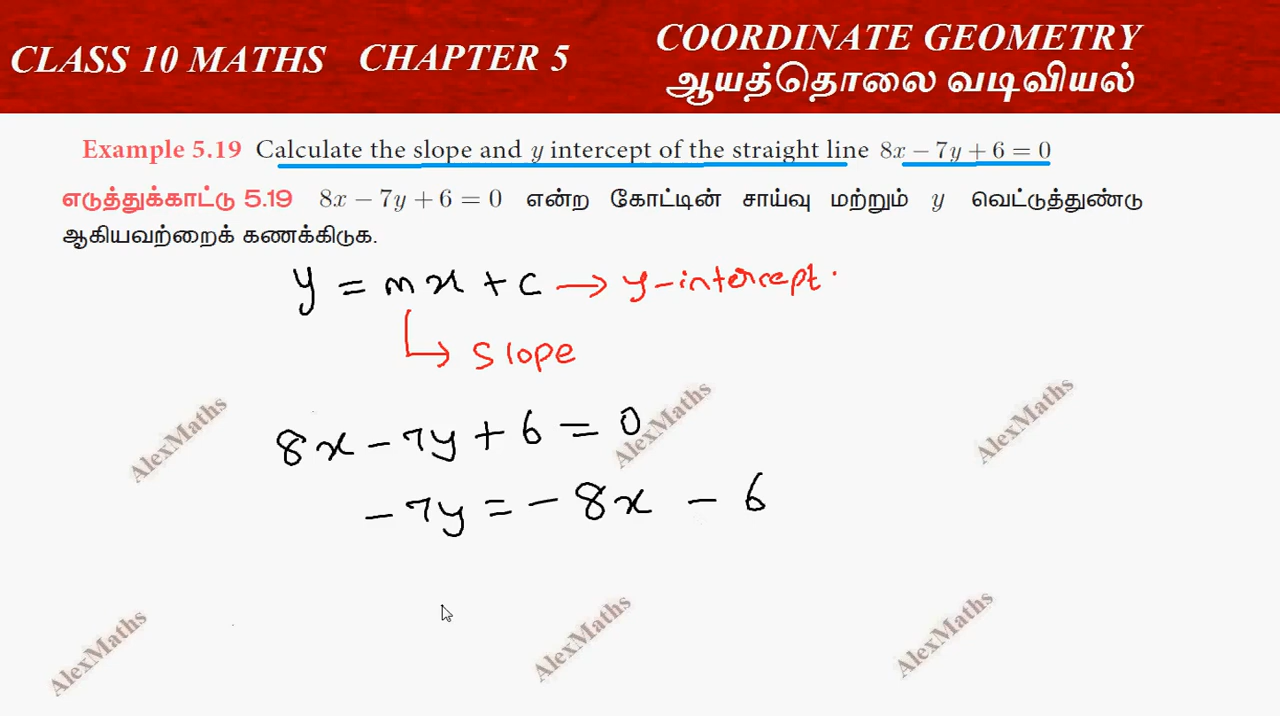 CLASS 10 MATHS CHAPTER 5
COORDINATE GEOMETRY
ஆயத்தொலை வடிவியல்
Example 5.19 Calculate the slope and y intercept of the straight line 8x − 7y + 6 = 0
எடுத்துக்காட்டு 5.19 8x − 7y + 6 = 0 என்ற கோட்டின் சாய்வு மற்றும் y வெட்டுத்துண்டு
ஆகியவற்றைக் கணக்கிடுக.
y = mx + c → y-intercept.
→ slope
8x − 7y + 6 = 0
− 7y = − 8x − 6
AlexMaths
AlexMaths
AlexMaths
AlexMaths
AlexMaths
AlexMaths